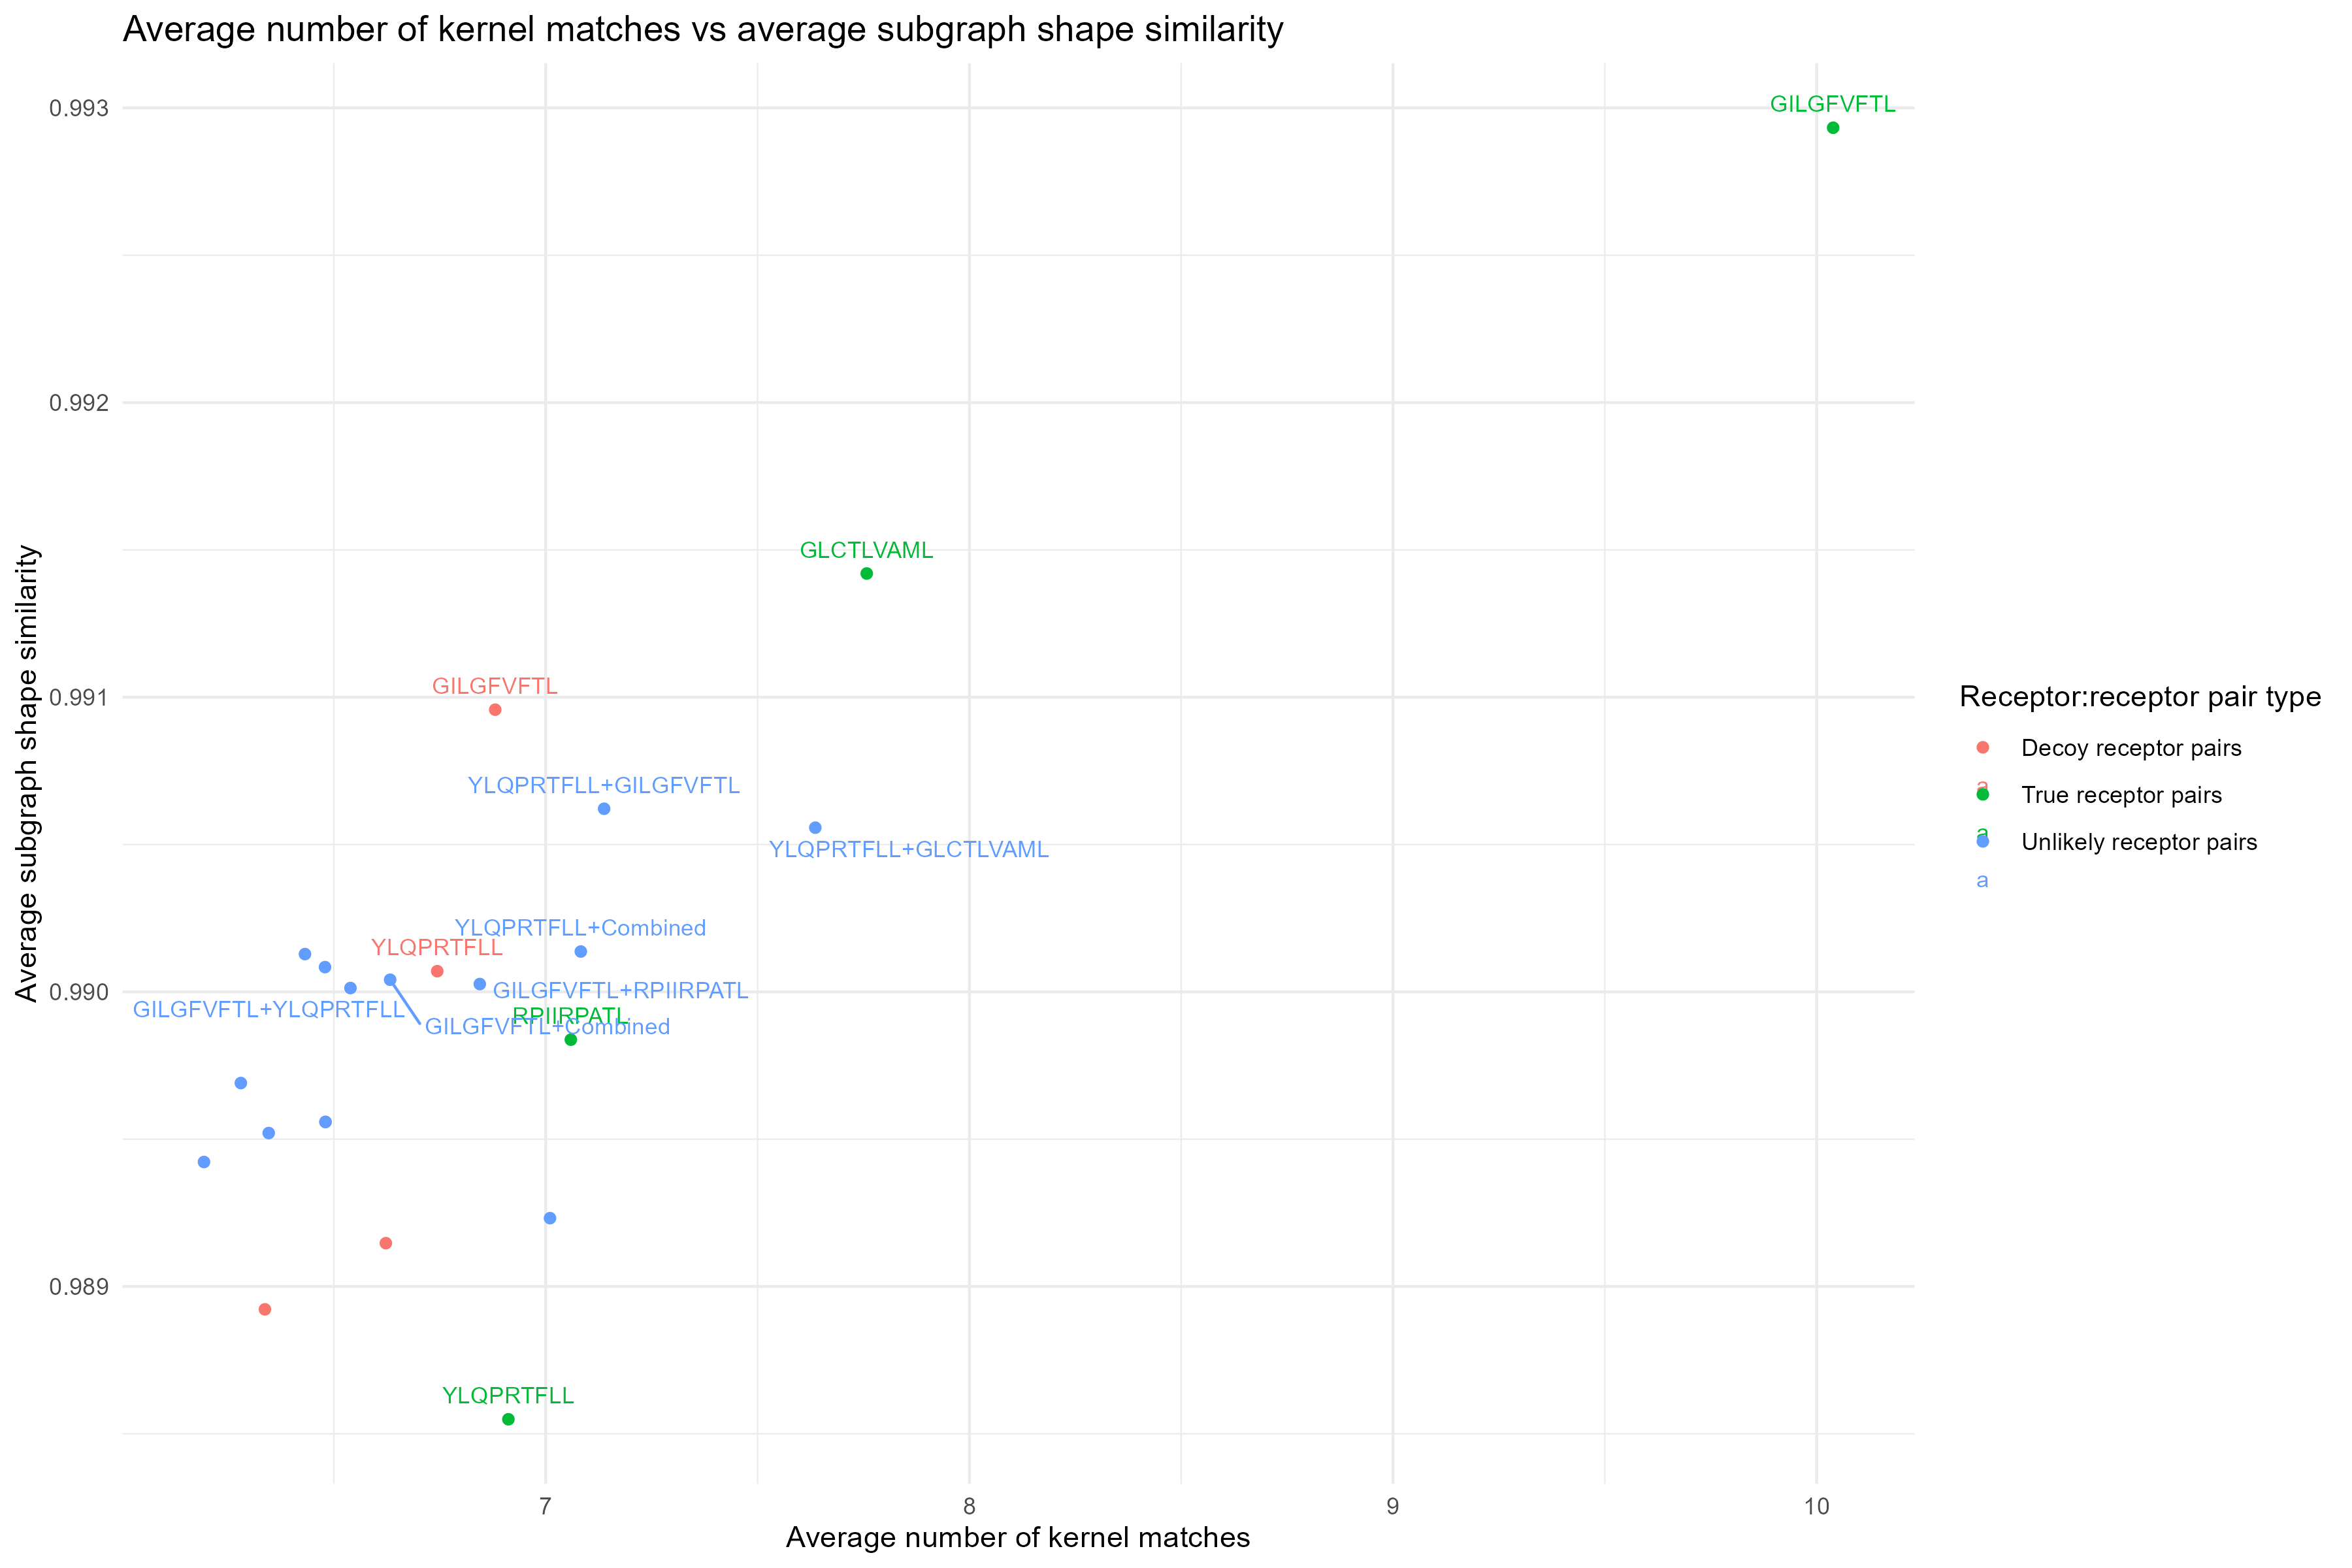 Average number of kernel matches vs average subgraph shape similarity
0.993
0.992
0.991
0.990
0.989
Average subgraph shape similarity
GILGFVFTL
GLCTLVAML
GILGFVFTL
YLQPRTFLL+GILGFVFTL
YLQPRTFLL+GLCTLVAML
YLQPRTFLL+Combined
YLQPRTFLL
GILGFVFTL+RPIIRPATL
GILGFVFTL+YLQPRTFLL
RPIIRPATL
GILGFVFTL+Combined
YLQPRTFLL
7
8
9
10
Average number of kernel matches
Receptor:receptor pair type
Decoy receptor pairs
a
True receptor pairs
a
Unlikely receptor pairs
a